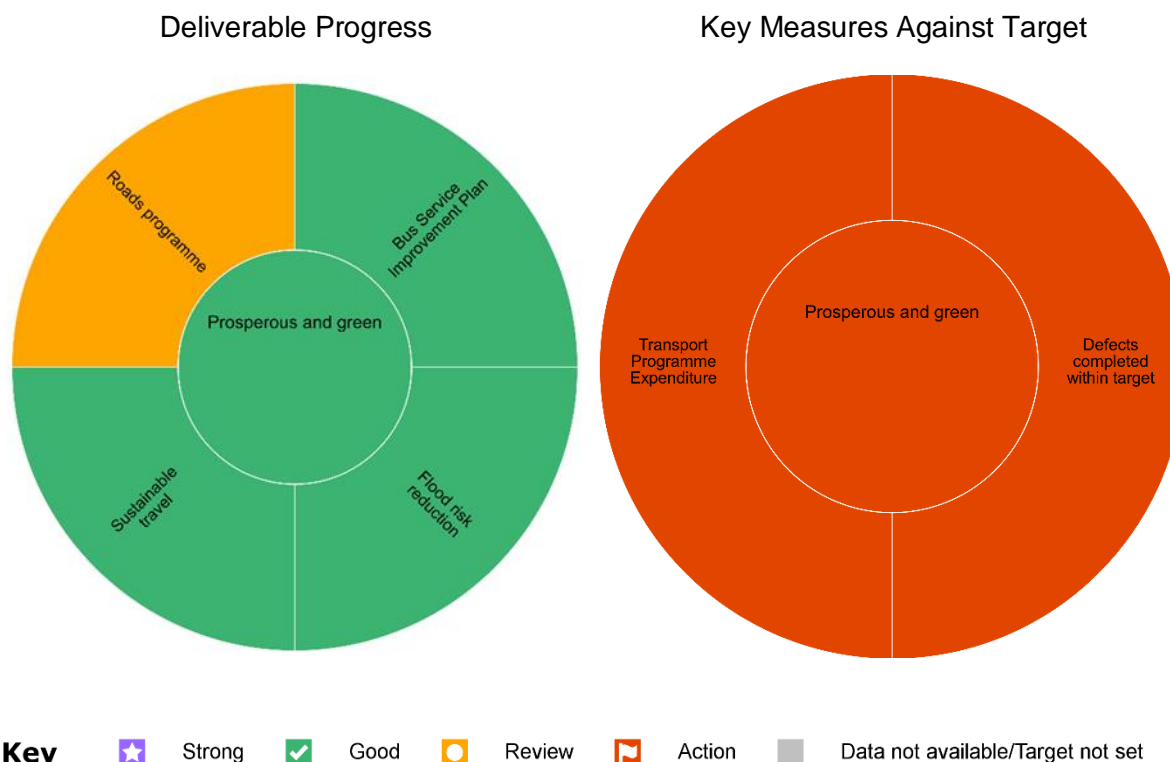 Deliverable Progress
Key Measures Against Target
Roads programme
Bus Service
Improvement Plan
Prosperous and green
Sustainable
travel
Flood risk
reduction
Prosperous and green
Transport
Programme
Expenditure
Defects
completed
within target
Key
Strong
Good
Review
Action
Data not available/Target not set